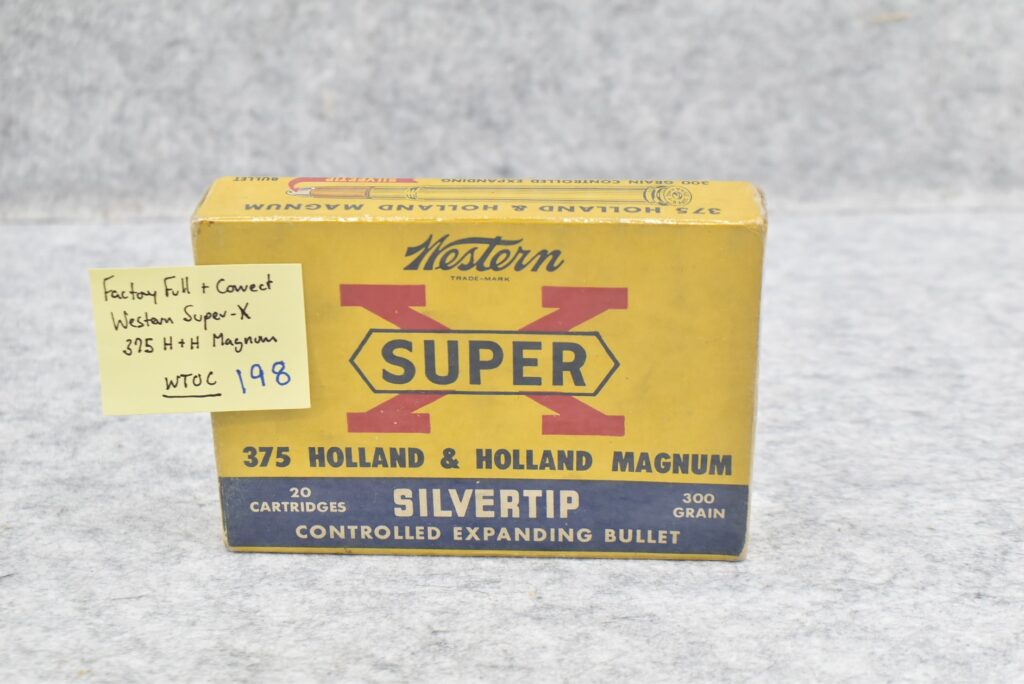 375 HOLLAND & HOLLAND MAGNUM
300 GRAIN CONTROLLED EXPANDING SILVERTIP BULLET
Western
TRADE-MARK
X
SUPER
375 HOLLAND & HOLLAND MAGNUM
20
CARTRIDGES
SILVERTIP
300
GRAIN
CONTROLLED EXPANDING BULLET
Factory Full + Correct
Western Super-X
375 H+H Magnum
WTOC 198